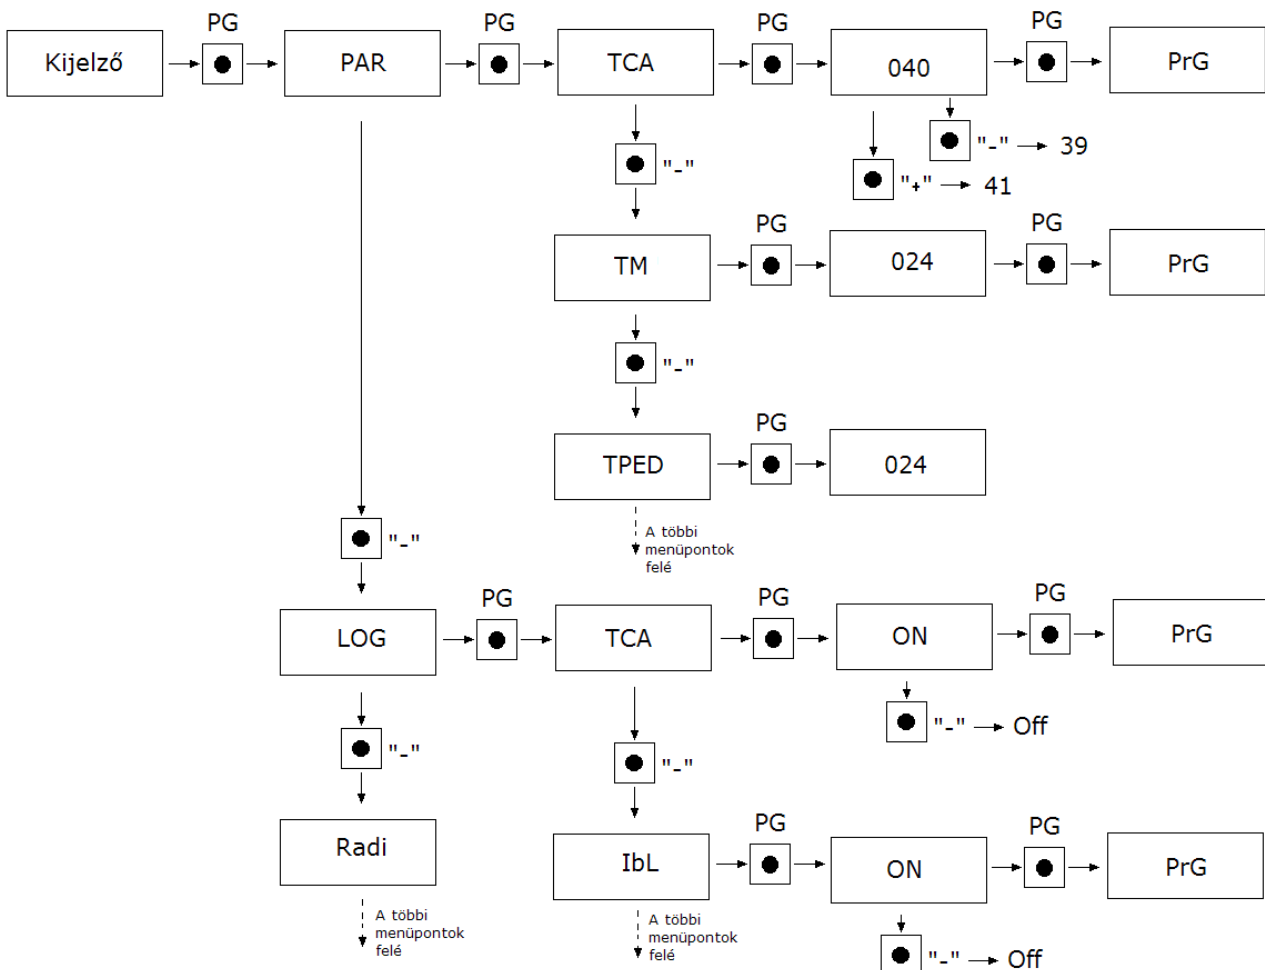 PG
PG
PG
PG
Kijelző
PAR
TCA
040
PrG
"-"
"-"
39
"+"
41
PG
PG
TM
024
PrG
"-"
PG
TPED
024
"-"
A többi
menüpontok
felé
PG
PG
PG
LOG
TCA
ON
PrG
"-"
Off
"-"
"-"
PG
PG
Radi
IbL
ON
PrG
A többi
menüpontok
felé
A többi
menüpontok
felé
"-"
Off